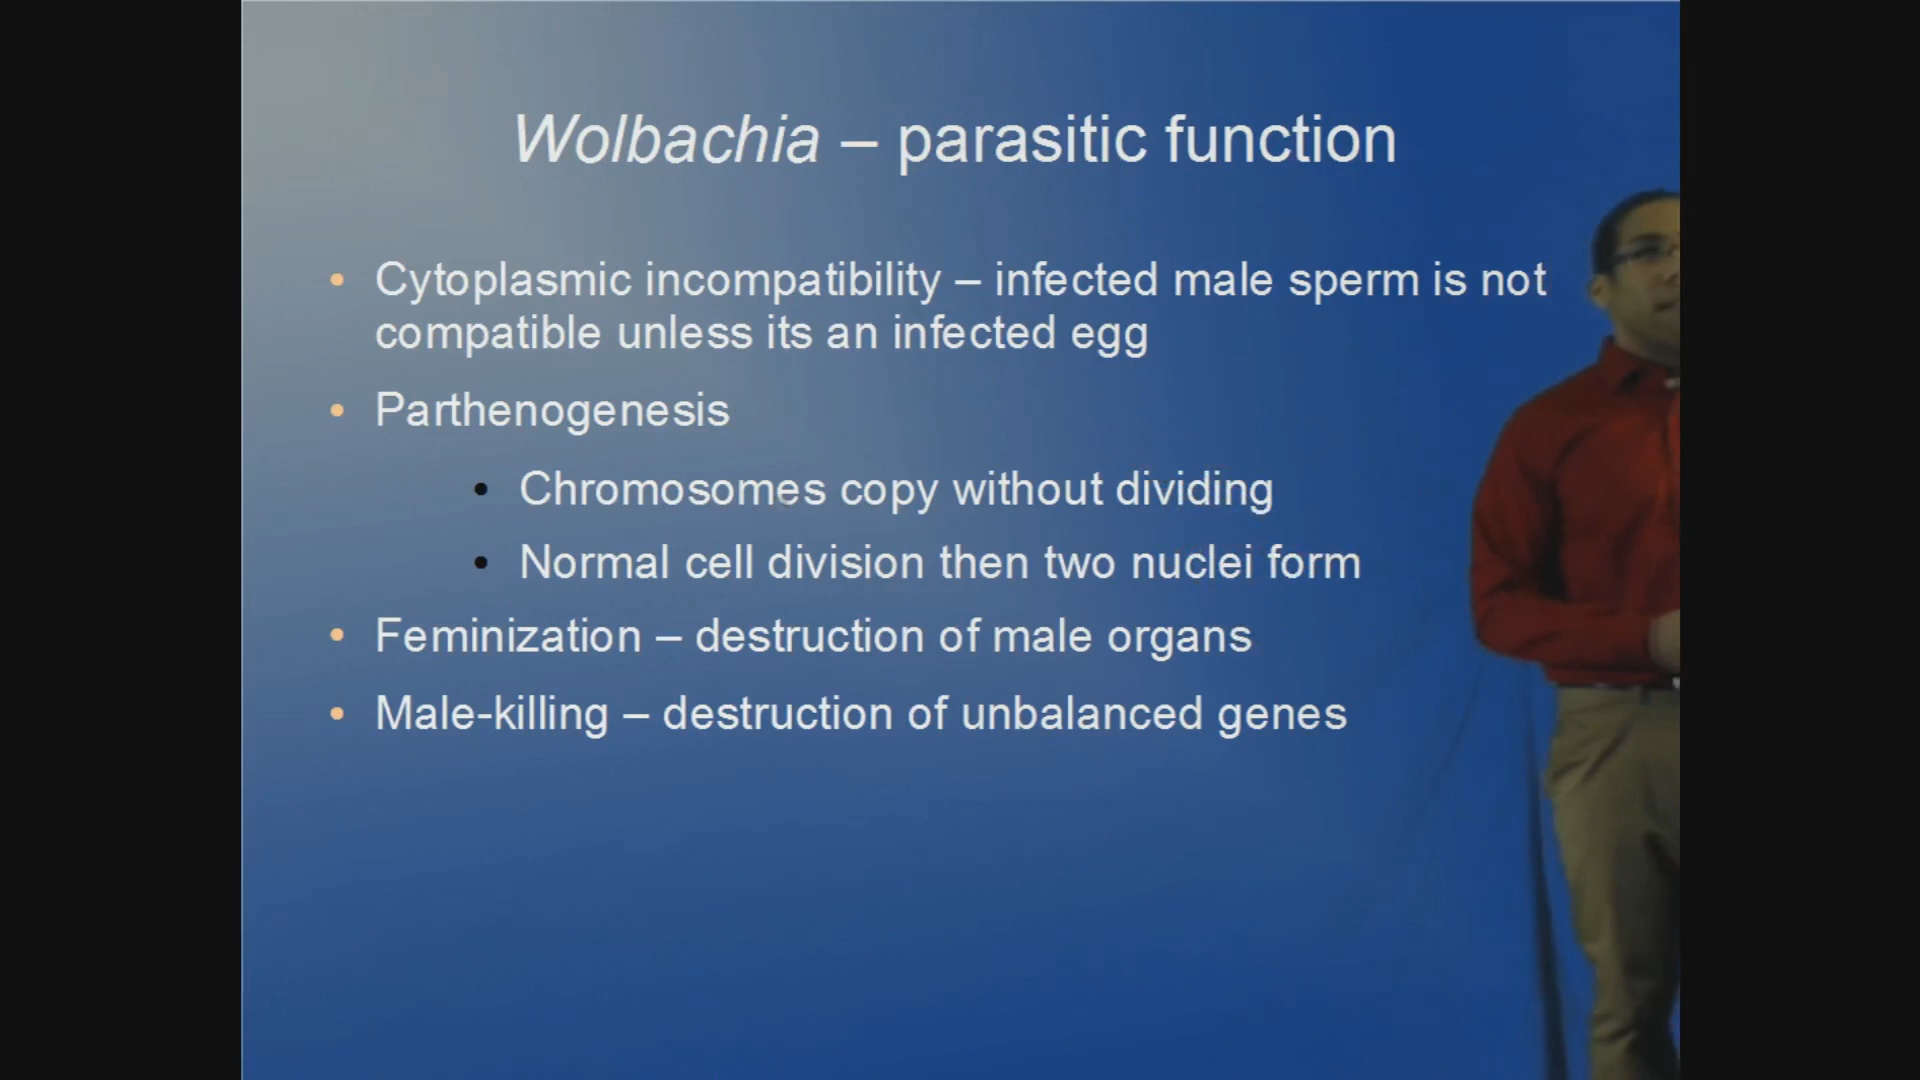 Wolbachia – parasitic function
• Cytoplasmic incompatibility – infected male sperm is not
compatible unless its an infected egg
• Parthenogenesis
• Chromosomes copy without dividing
• Normal cell division then two nuclei form
• Feminization – destruction of male organs
• Male-killing – destruction of unbalanced genes